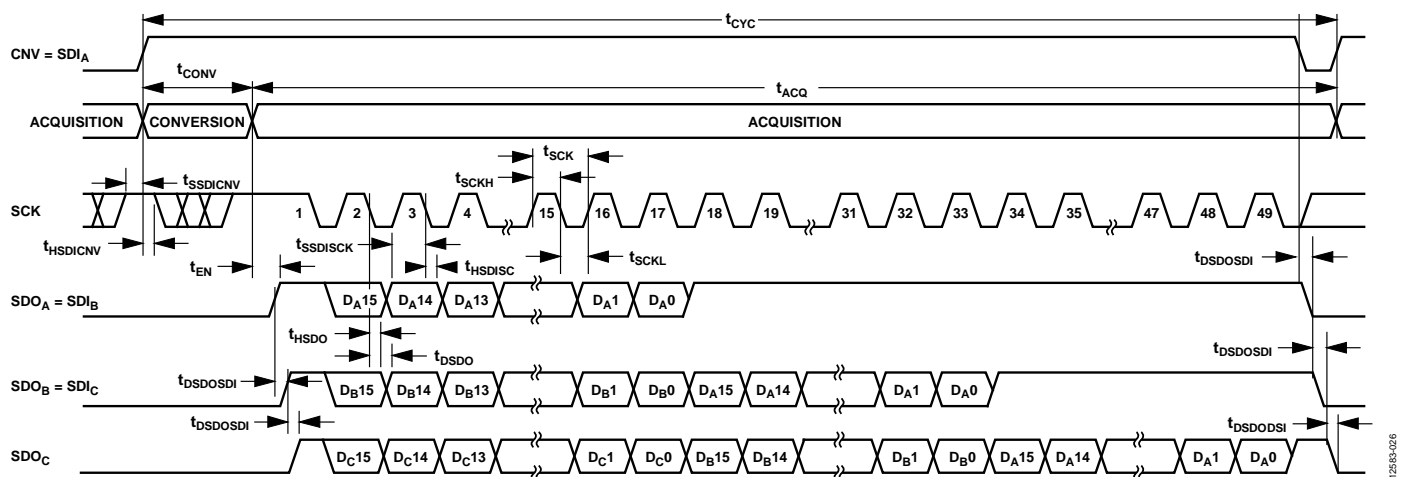 tCYC
CNV = SDIA
tCONV
tACQ
ACQUISITION CONVERSION ACQUISITION
tSCK
tSSDICNV
tSCKH
SCK
1 2 3 4 15 16 17 18 19 31 32 33 34 35 47 48 49
tHSDICNV
tSSDISCK
tEN
tHSDISC
tSCKL
tDSDOSDI
SDOA = SDIB
DA15 DA14 DA13 DA1 DA0
tHSDO
tDSDO
tDSDOSDI
tDSDOSDI
SDOB = SDIC
DB15 DB14 DB13 DB1 DB0 DA15 DA14 DA1 DA0
tDSDOSDI
tDSDODSI
SDOC
DC15 DC14 DC13 DC1 DC0 DB15 DB14 DB1 DB0 DA15 DA14 DA1 DA0
12583-026